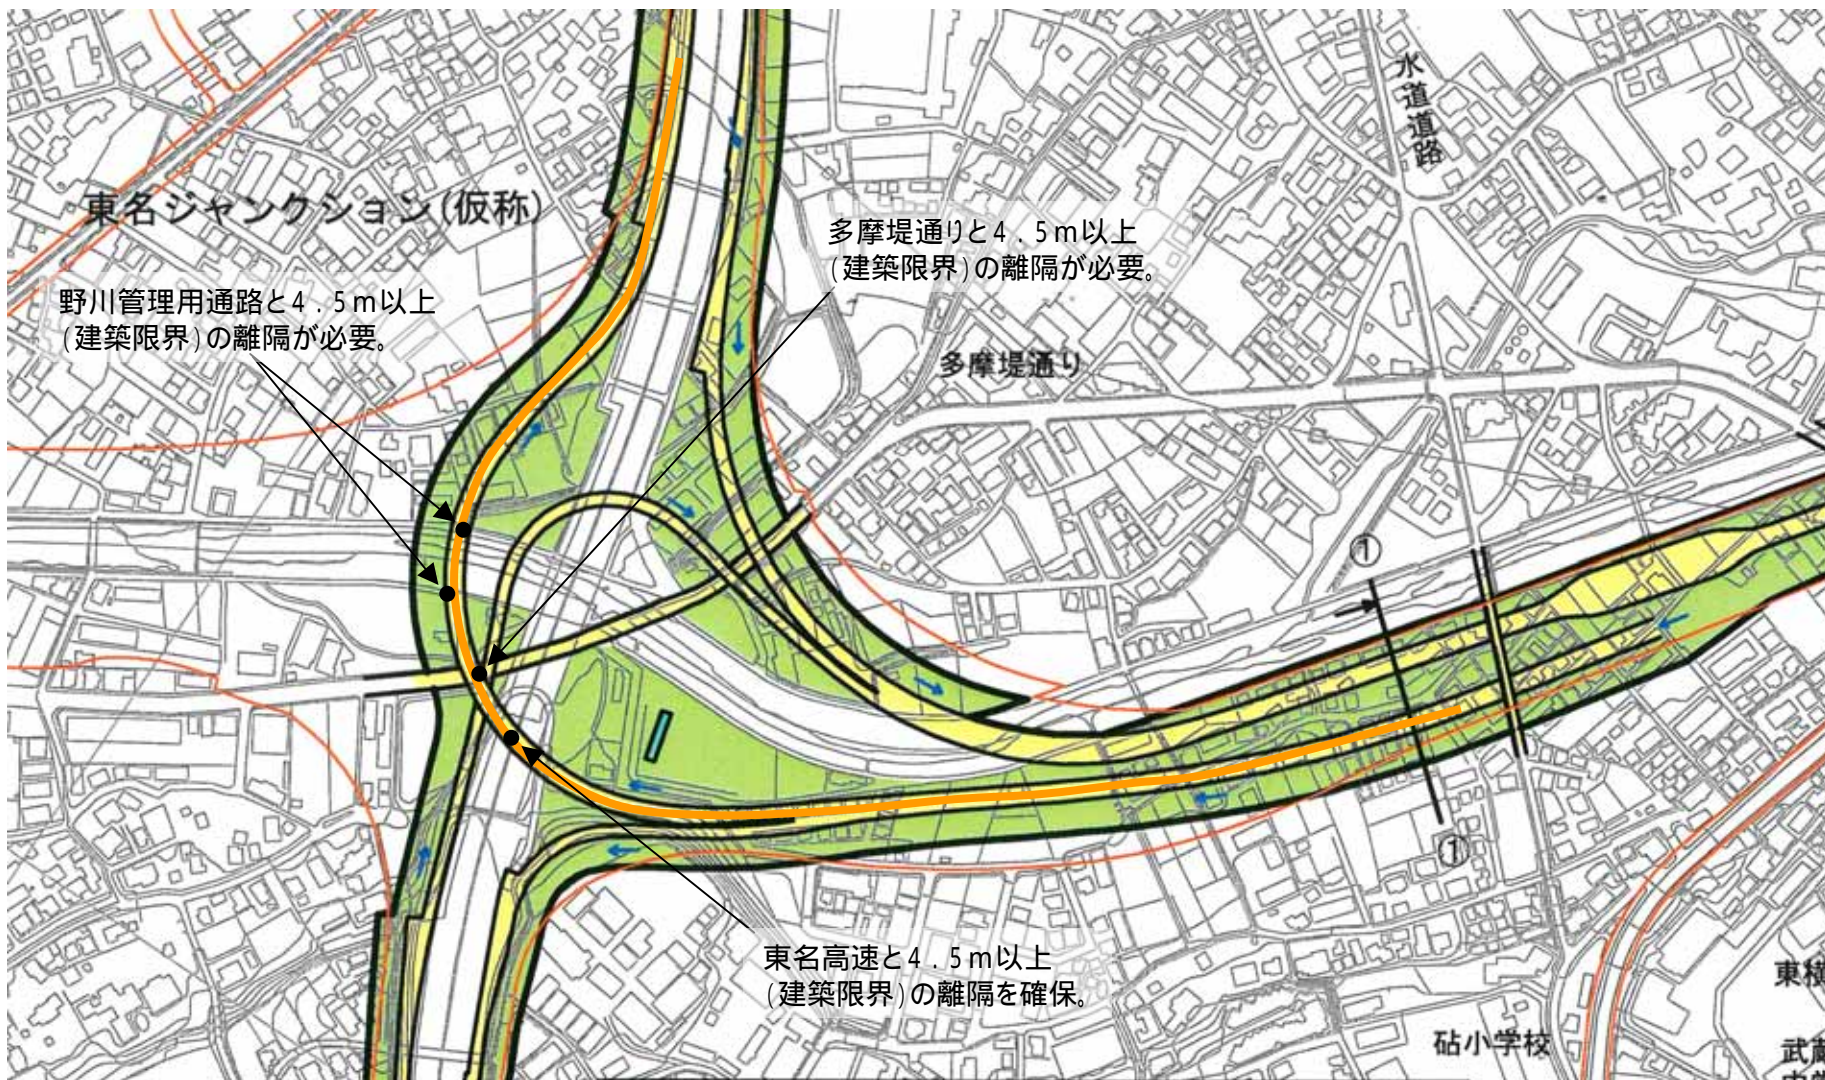 水道道路
東名ジャンクション(仮称)
多摩堤通りと4.5m以上
(建築限界)の離隔が必要。
野川管理用通路と4.5m以上
(建築限界)の離隔が必要。
多摩堤通り
①
①
東名高速と4.5m以上
(建築限界)の離隔を確保。
砧小学校
東横
武蔵